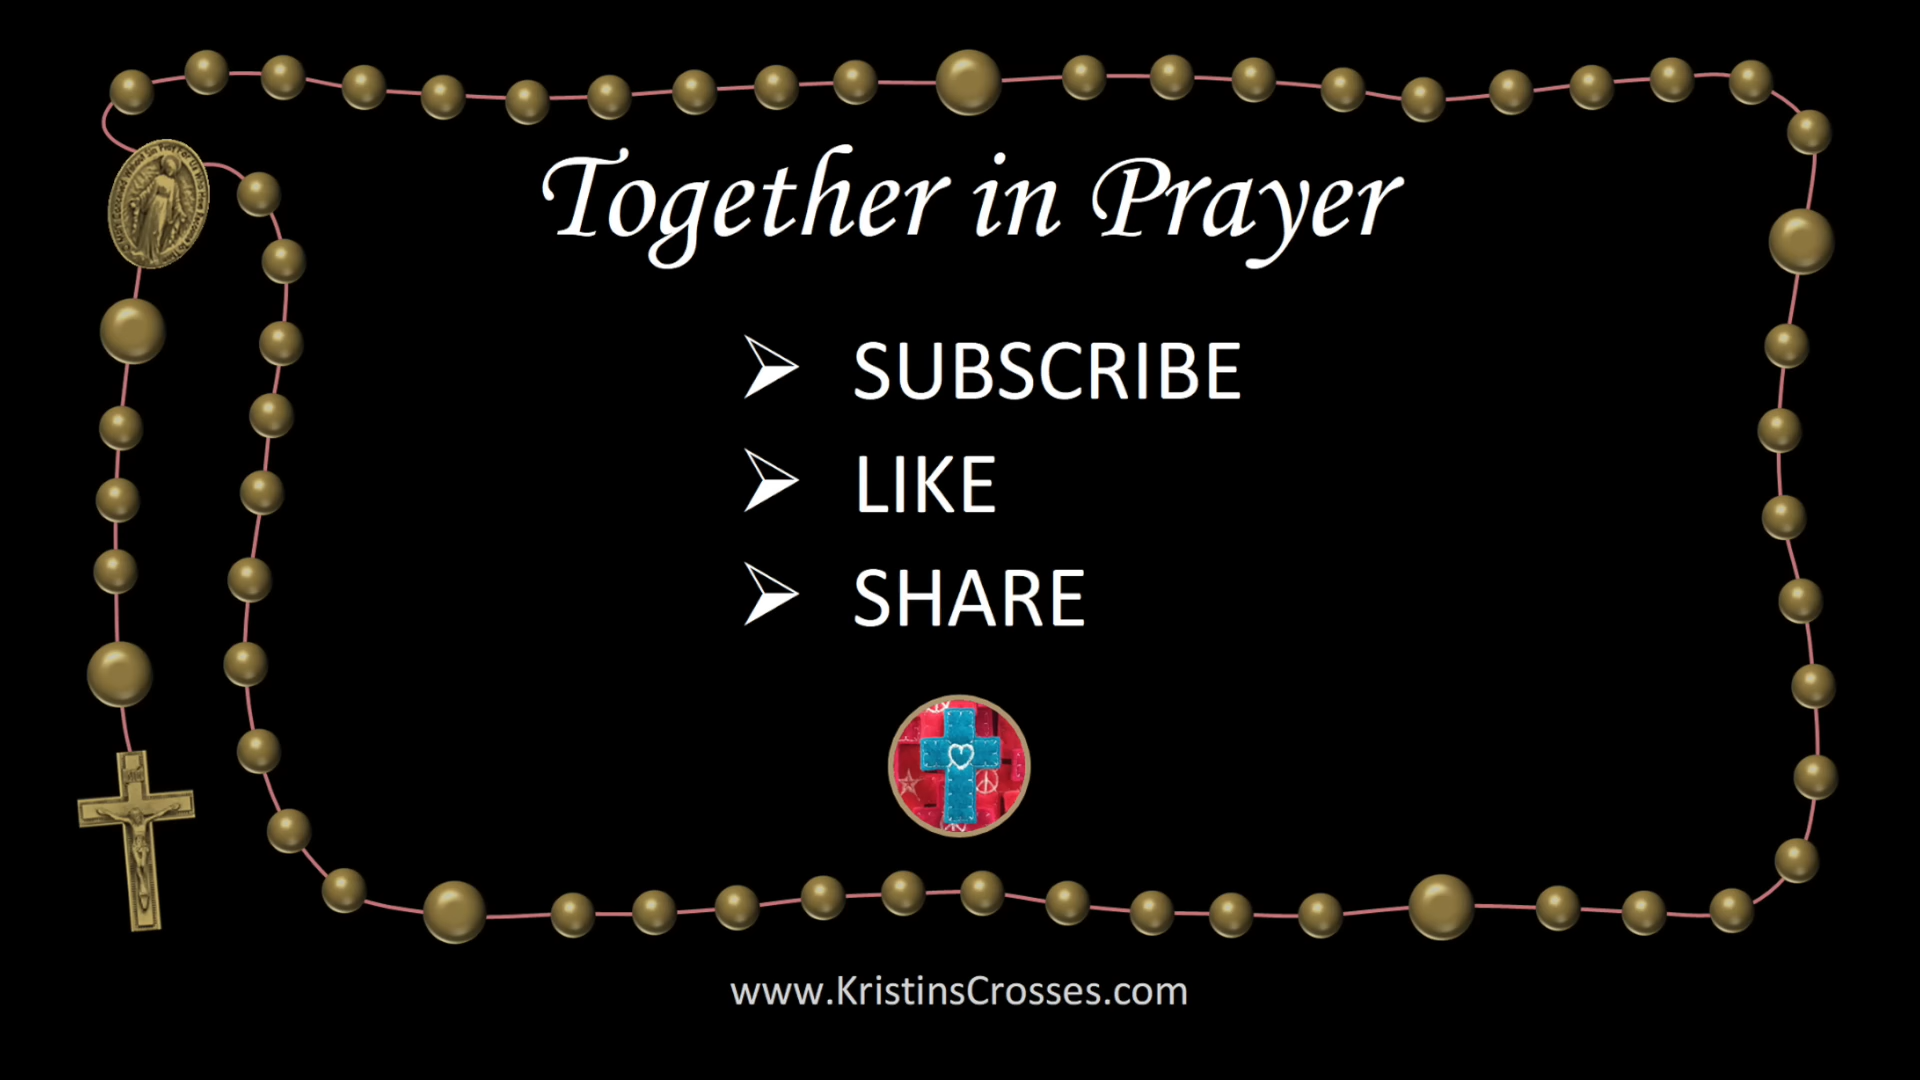 Together in Prayer
SUBSCRIBE
LIKE
SHARE
www.KristinsCrosses.com